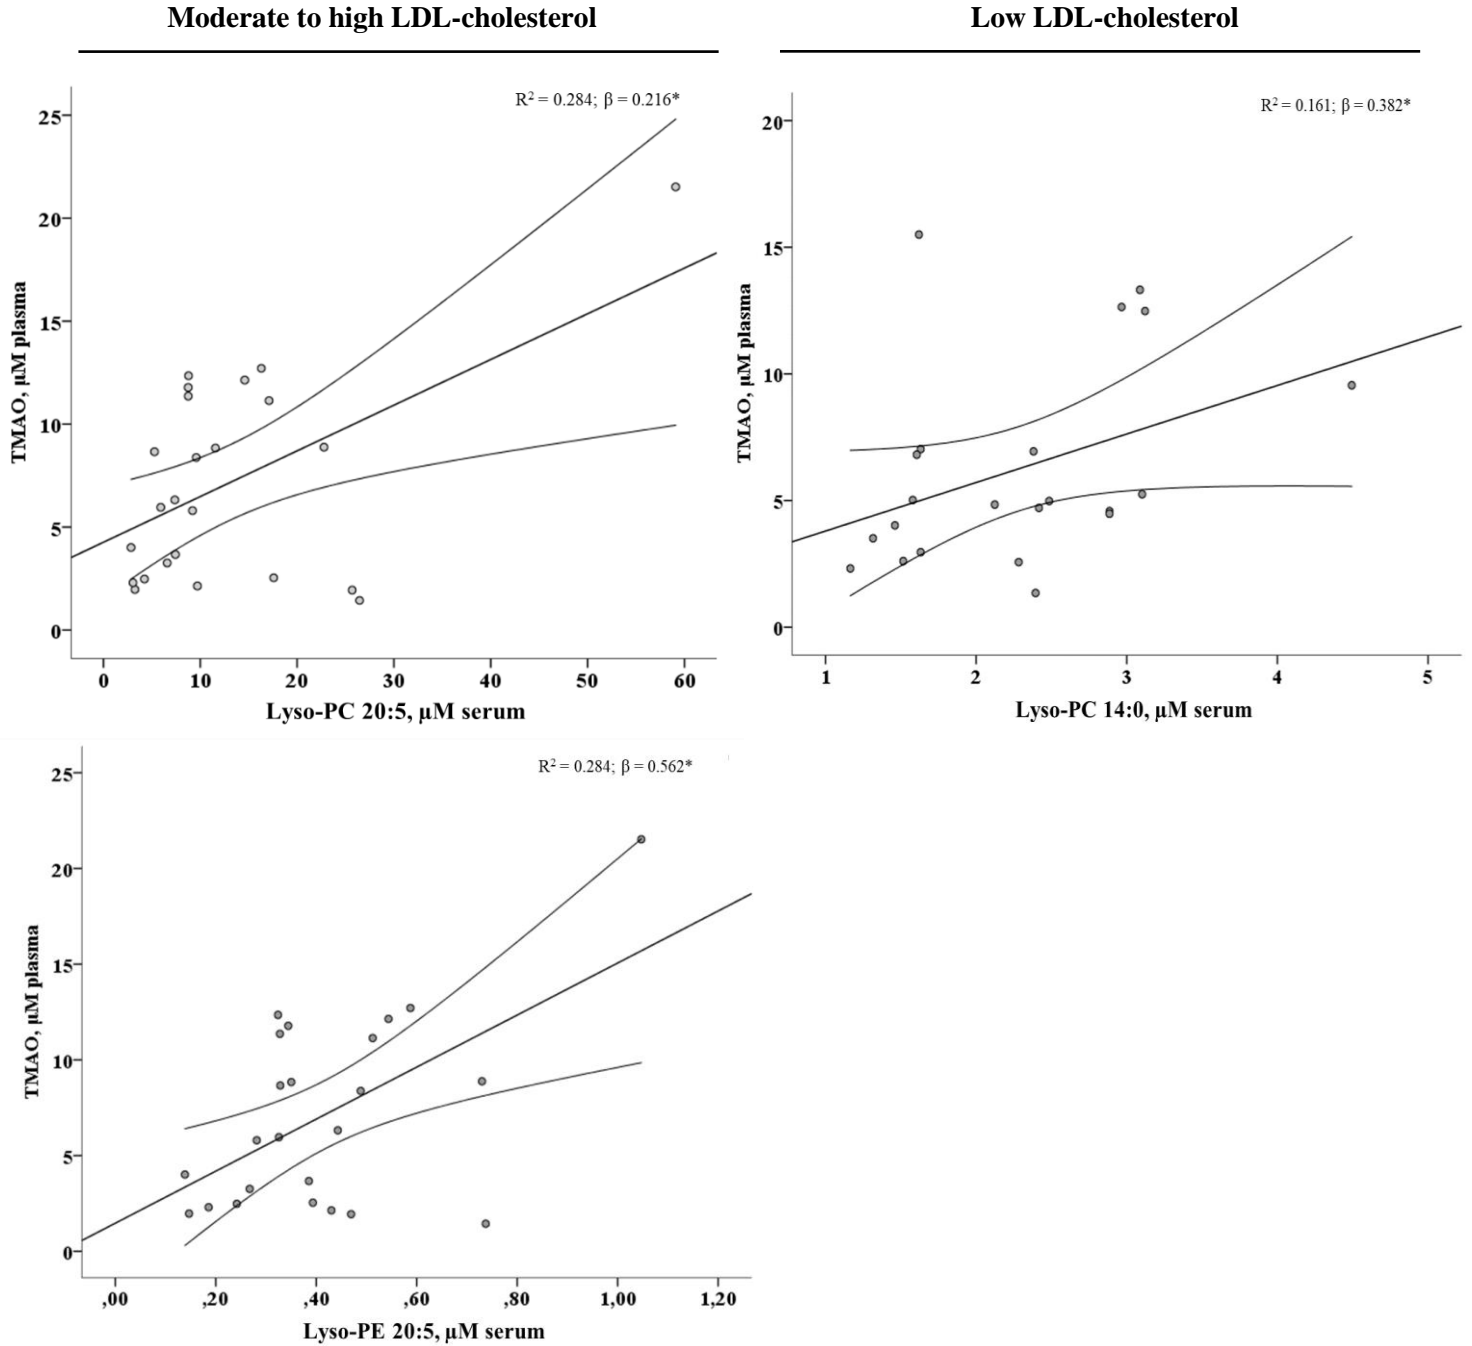 Moderate to high LDL-cholesterol
Low LDL-cholesterol
R² = 0.284; β = 0.216*
25
20
15
10
5
0
TMAO, µM plasma
0 10 20 30 40 50 60
Lyso-PC 20:5, µM serum
R² = 0.161; β = 0.382*
20
15
10
5
0
TMAO, µM plasma
1 2 3 4 5
Lyso-PC 14:0, µM serum
R² = 0.284; β = 0.562*
25
20
15
10
5
0
TMAO, µM plasma
,00 ,20 ,40 ,60 ,80 1,00 1,20
Lyso-PE 20:5, µM serum